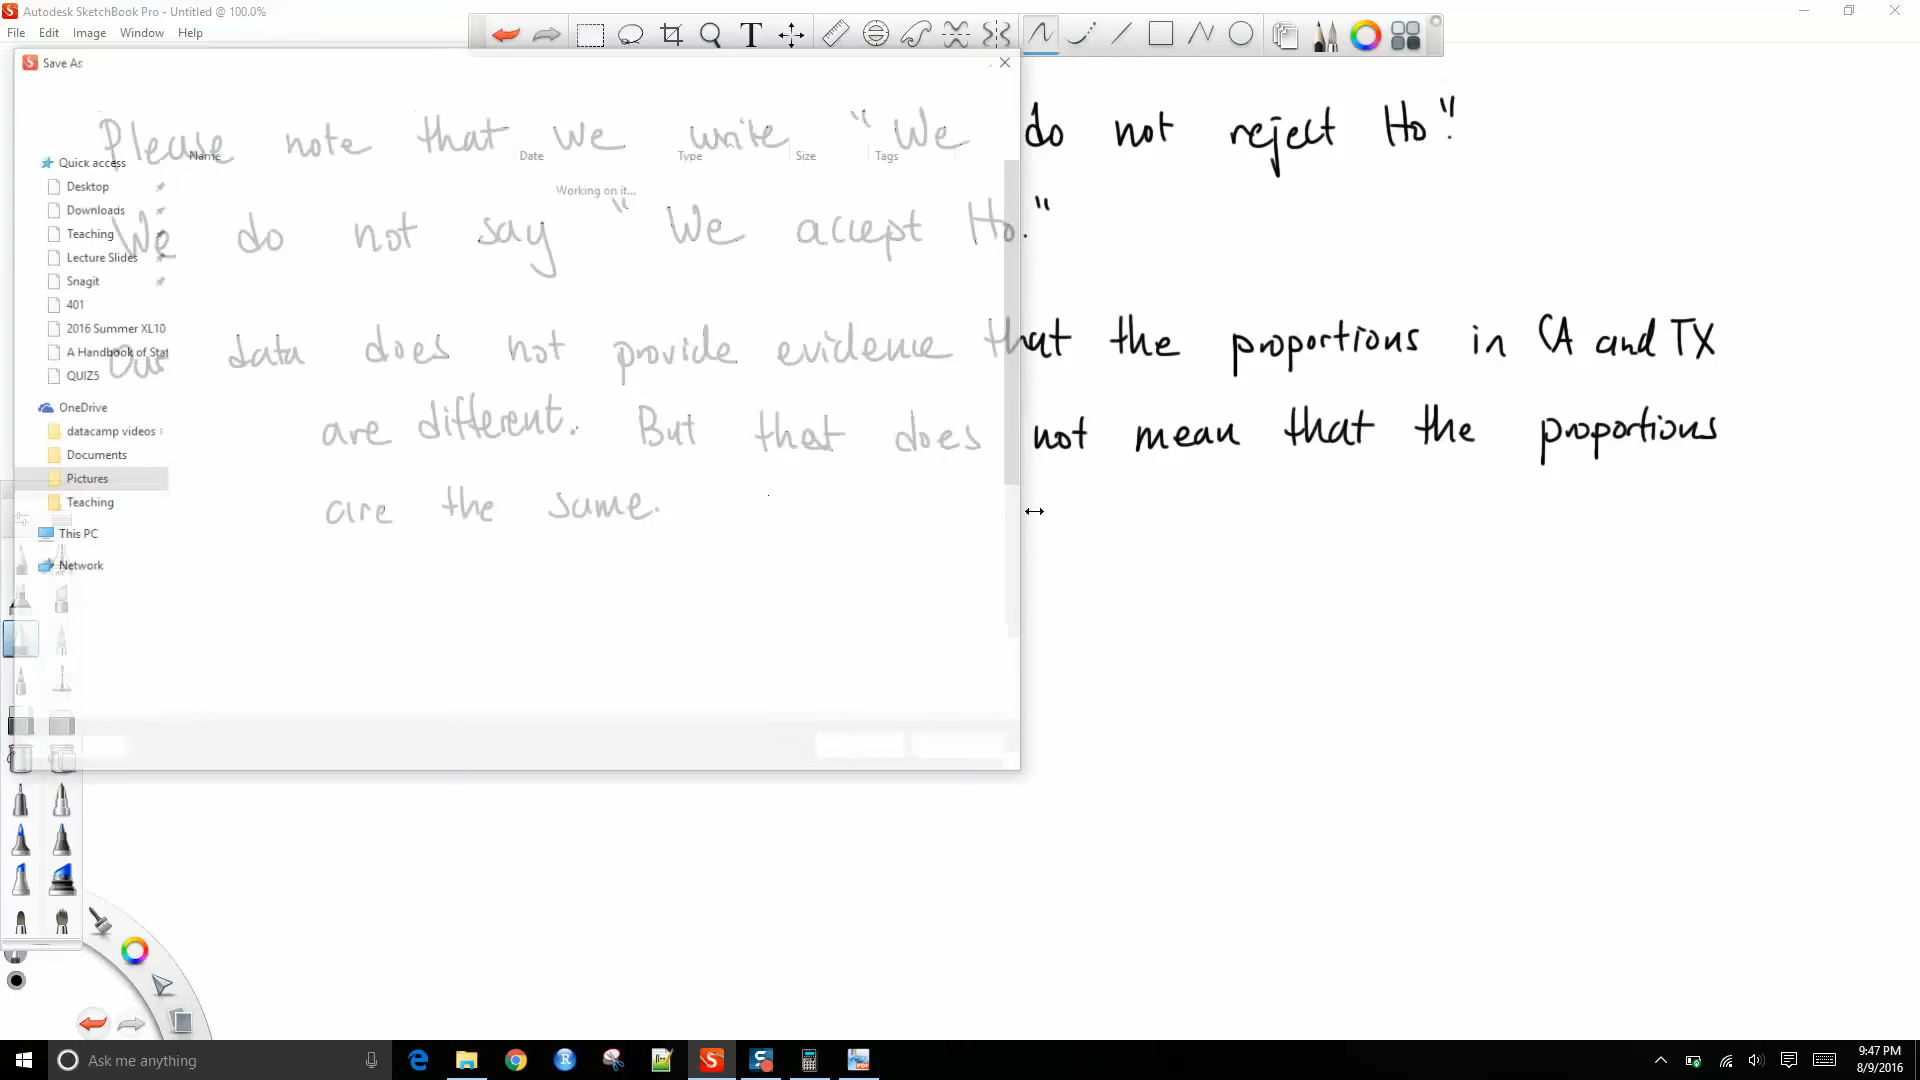 Autodesk SketchBook Pro - Untitled @ 100.0%
File Edit Image Window Help
Save As
Please note that we write "We do not reject Ho."
Quick access
Name Date Type Size Tags
Working on it...
Desktop
Downloads
Teaching
We do not say "We accept Ho."
Lecture Slides
Snagit
401
2016 Summer XL10
A Handbook of Stat
QUIZ5
Our data does not provide evidence that the proportions in CA and TX
OneDrive
datacamp videos
are different. But that does not mean that the proportions
Documents
Pictures
Teaching
are the same.
This PC
Network
Ask me anything
9:47 PM
8/9/2016